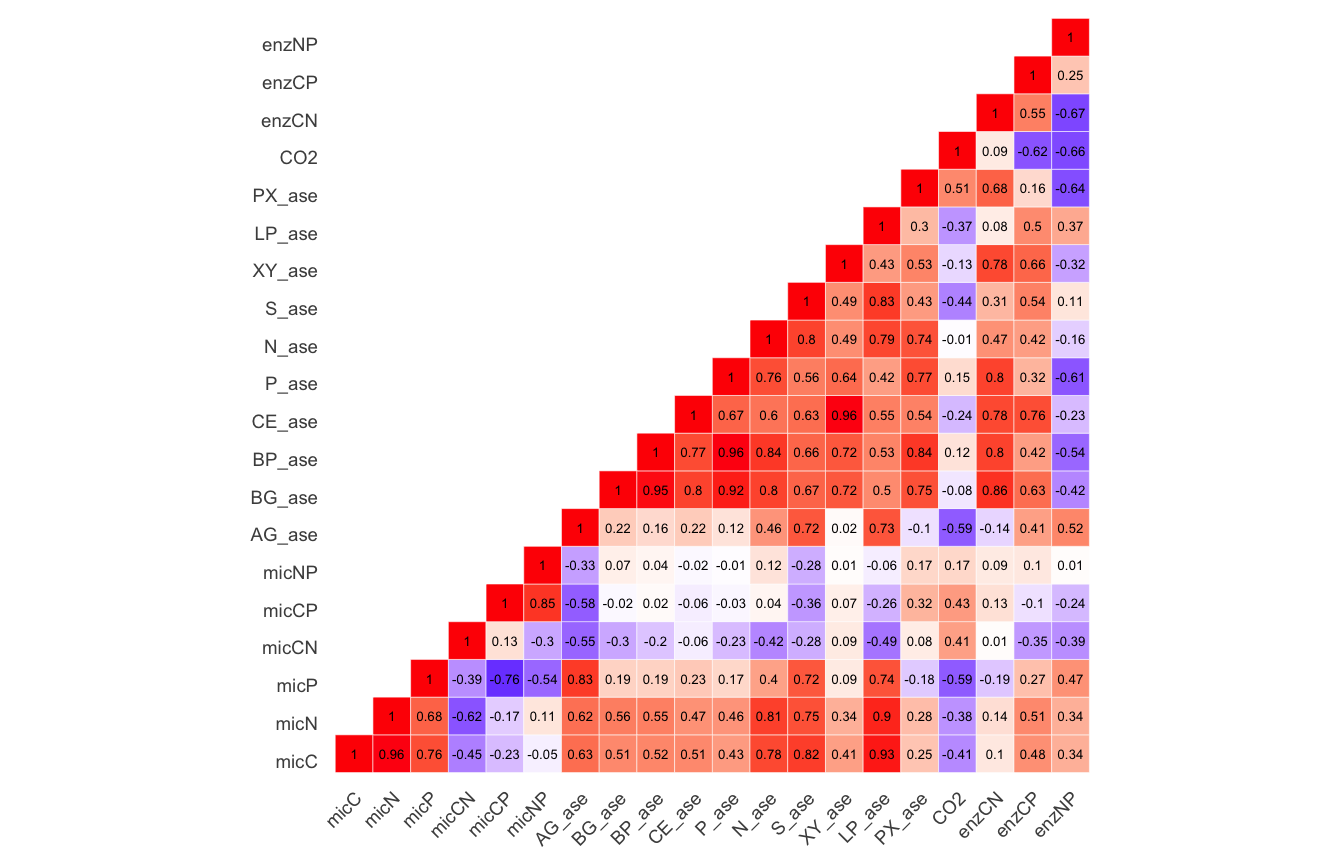 enzNP 1
enzCP 1 0.25
enzCN 1 0.55 -0.67
CO2 1 0.09 -0.62 -0.66
PX_ase 1 0.51 0.68 0.16 -0.64
LP_ase 1 0.3 -0.37 0.08 0.5 0.37
XY_ase 1 0.43 0.53 -0.13 0.78 0.66 -0.32
S_ase 1 0.49 0.83 0.43 -0.44 0.31 0.54 0.11
N_ase 1 0.8 0.49 0.79 0.74 -0.01 0.47 0.42 -0.16
P_ase 1 0.76 0.56 0.64 0.42 0.77 0.15 0.8 0.32 -0.61
CE_ase 1 0.67 0.6 0.63 0.96 0.55 0.54 -0.24 0.78 0.76 -0.23
BP_ase 1 0.77 0.96 0.84 0.66 0.72 0.53 0.84 0.12 0.8 0.42 -0.54
BG_ase 1 0.95 0.8 0.92 0.8 0.67 0.72 0.5 0.75 -0.08 0.86 0.63 -0.42
AG_ase 1 0.22 0.16 0.22 0.12 0.46 0.72 0.02 0.73 -0.1 -0.59 -0.14 0.41 0.52
micNP 1 -0.33 0.07 0.04 -0.02 -0.01 0.12 -0.28 0.01 -0.06 0.17 0.17 0.09 0.1 0.01
micCP 1 0.85 -0.58 -0.02 0.02 -0.06 -0.03 0.04 -0.36 0.07 -0.26 0.32 0.43 0.13 -0.1 -0.24
micCN 1 0.13 -0.3 -0.55 -0.3 -0.2 -0.06 -0.23 -0.42 -0.28 0.09 -0.49 0.08 0.41 0.01 -0.35 -0.39
micP 1 -0.39 -0.76 -0.54 0.83 0.19 0.19 0.23 0.17 0.4 0.72 0.09 0.74 -0.18 -0.59 -0.19 0.27 0.47
micN 1 0.68 -0.62 -0.17 0.11 0.62 0.56 0.55 0.47 0.46 0.81 0.75 0.34 0.9 0.28 -0.38 0.14 0.51 0.34
micC 1 0.96 0.76 -0.45 -0.23 -0.05 0.63 0.51 0.52 0.51 0.43 0.78 0.82 0.41 0.93 0.25 -0.41 0.1 0.48 0.34
micC micN micP micCN micCP micNP AG_ase BG_ase BP_ase CE_ase P_ase N_ase S_ase XY_ase LP_ase PX_ase CO2 enzCN enzCP enzNP